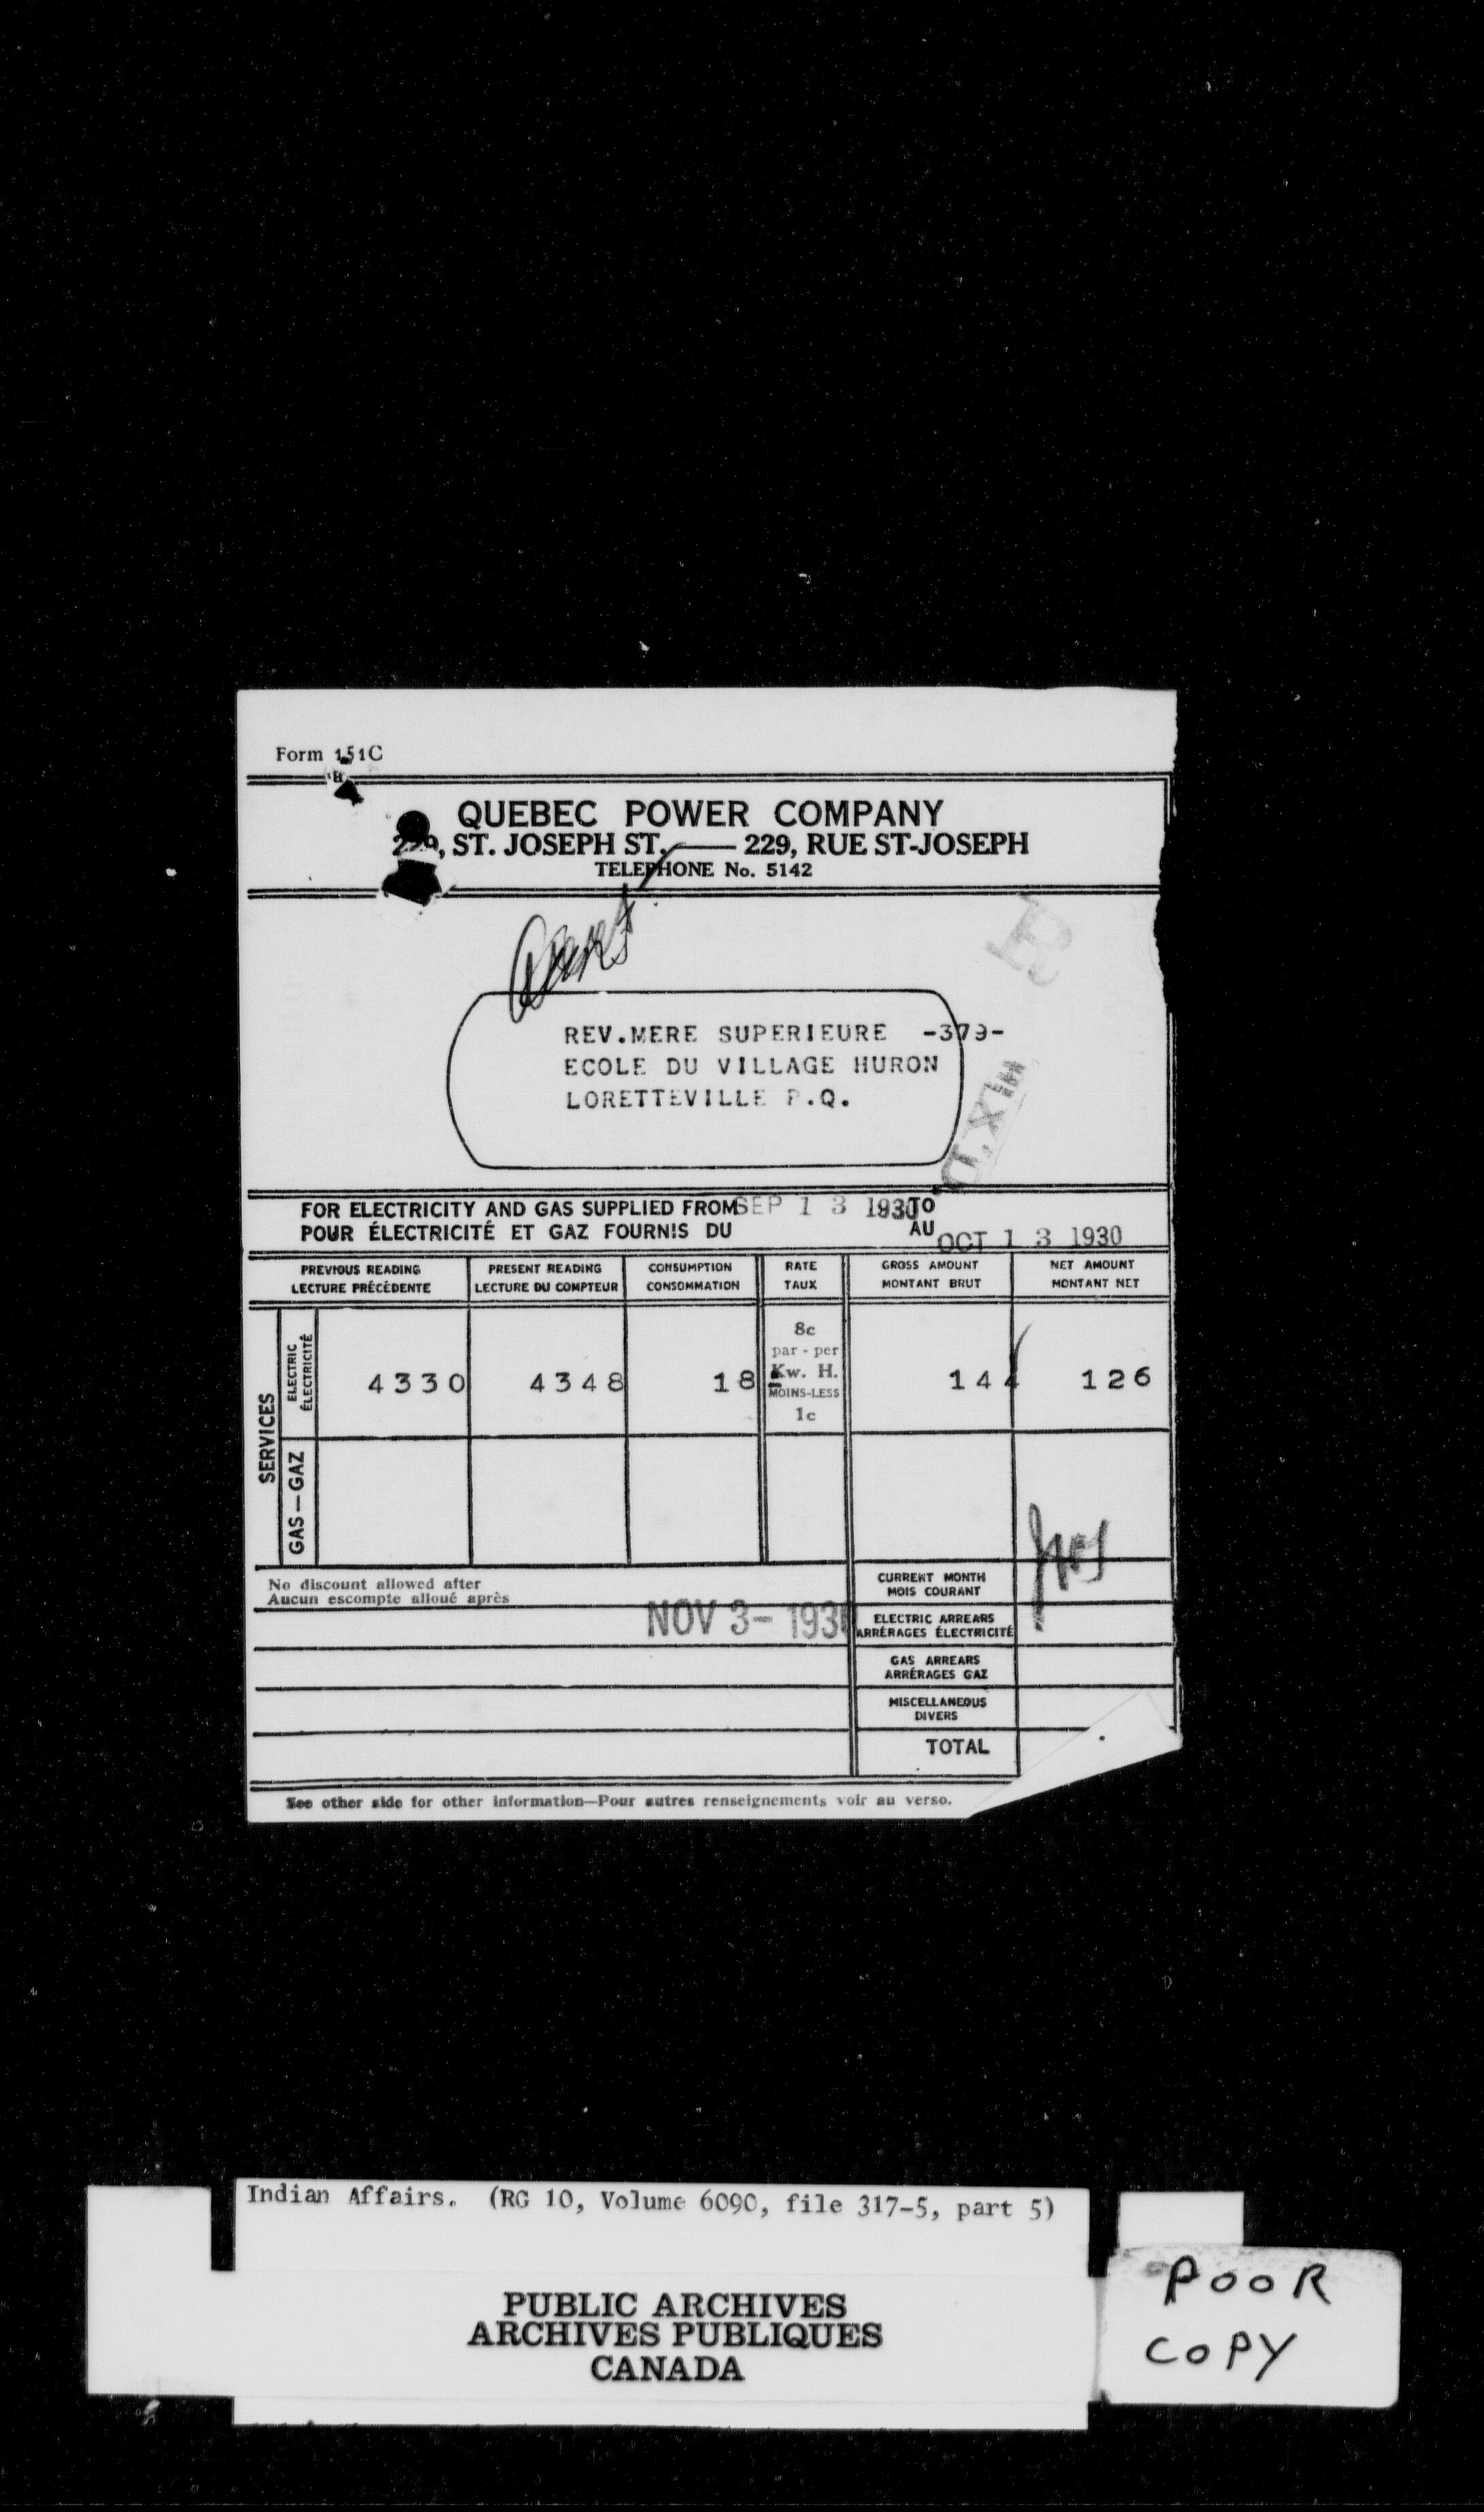 Form 151C
QUEBEC POWER COMPANY
229, ST. JOSEPH ST. — 229, RUE ST-JOSEPH
TELEPHONE No. 5142
REV.MERE SUPERIEURE -379-
ECOLE DU VILLAGE HURON
LORETTEVILLE P.Q.
FOR ELECTRICITY AND GAS SUPPLIED FROM SEP 13 1930 TO
POUR ÉLECTRICITÉ ET GAZ FOURNIS DU AU OCT 13 1930
PREVIOUS READING PRESENT READING CONSUMPTION RATE GROSS AMOUNT NET AMOUNT
LECTURE PRÉCÉDENTE LECTURE DU COMPTEUR CONSOMMATION TAUX MONTANT BRUT MONTANT NET
SERVICES
ELECTRIC
ÉLECTRICITÉ
8c
par - per
4330 4348 18 Kw. H. 144 126
MOINS-LESS
1c
GAS—GAZ
No discount allowed after
Aucun escompte alloué après
NOV 3- 193
CURRENT MONTH
MOIS COURANT
ELECTRIC ARREARS
ARRÉRAGES ÉLECTRICITÉ
GAS ARREARS
ARRÉRAGES GAZ
MISCELLANEOUS
DIVERS
TOTAL
See other side for other information—Pour autres renseignements voir au verso.
Indian Affairs. (RG 10, Volume 6090, file 317-5, part 5)
PUBLIC ARCHIVES
ARCHIVES PUBLIQUES
CANADA
POOR
COPY